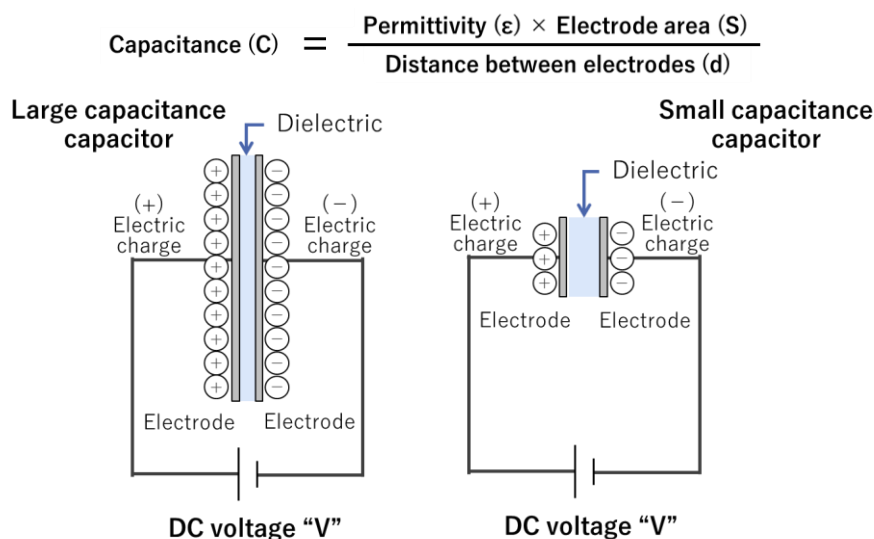 Capacitance (C) = Permittivity (ε) × Electrode area (S)
Distance between electrodes (d)
Large capacitance
capacitor
Dielectric
(+)
Electric
charge
(−)
Electric
charge
Electrode
Electrode
DC voltage “V”
Small capacitance
capacitor
Dielectric
(+)
Electric
charge
(−)
Electric
charge
Electrode
Electrode
DC voltage “V”